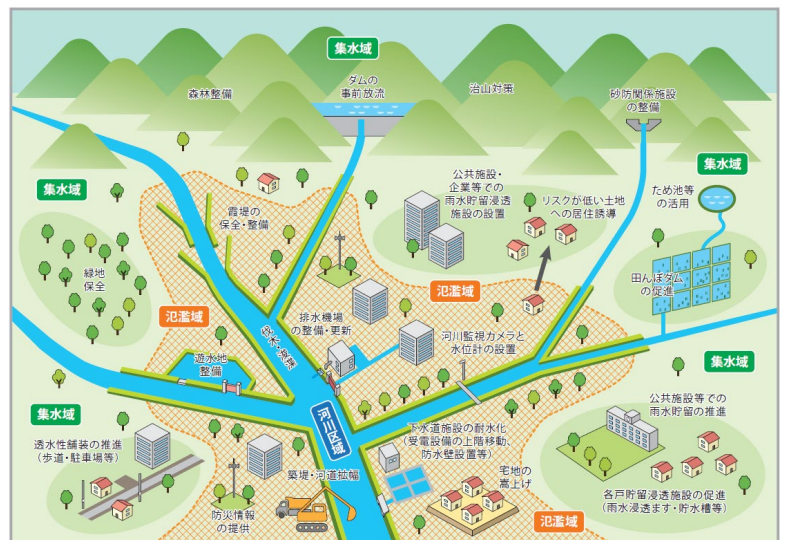 集水域
森林整備
ダムの
事前放流
治山対策
砂防関係施設
の整備
集水域
集水域
公共施設・
企業等での
雨水貯留浸透
施設の設置
リスクが低い土地
への居住誘導
ため池等
の活用
霞堤の
保全・整備
緑地
保全
田んぼダム
の促進
氾濫域
氾濫域
排水機場
の整備・更新
伐木・浚渫
河川監視カメラと
水位計の設置
遊水地
整備
集水域
集水域
河川区域
公共施設等での
雨水貯留の推進
透水性舗装の推進
（歩道・駐車場等）
下水道施設の耐水化
（受電設備の上階移動、
防水壁設置等）
築堤・河道拡幅
宅地の
嵩上げ
各戸貯留浸透施設の促進
（雨水浸透ます・貯水槽等）
防災情報
の提供
氾濫域